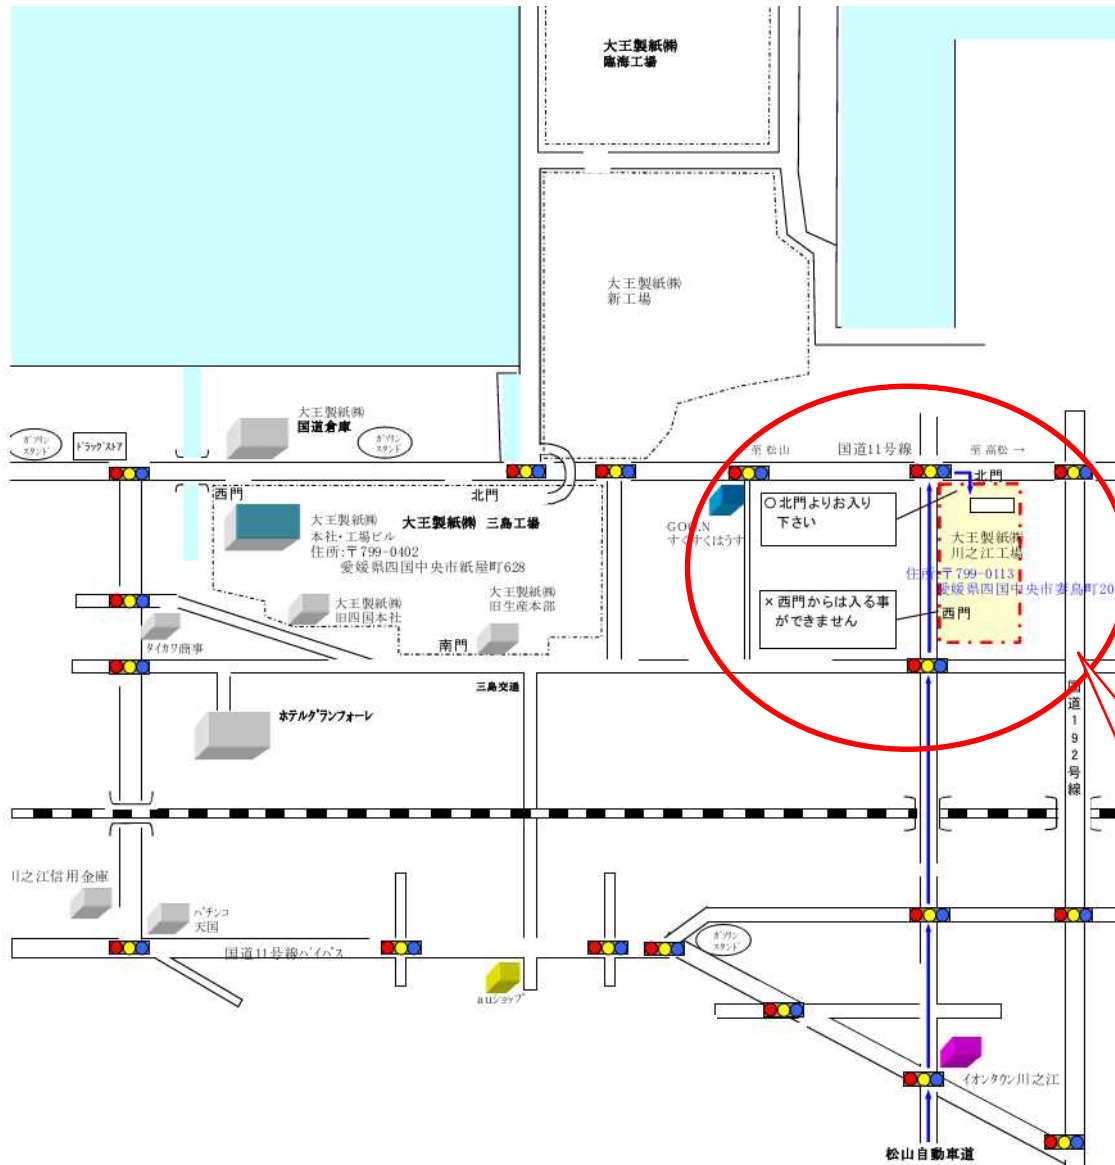 大王製紙㈱
臨海工場
大王製紙㈱
新工場
大王製紙㈱
国道倉庫
ガソリン
スタンド
ドラッグストア
ガソリン
スタンド
至 松山
国道11号線
至 高松 →
西門
北門
北門
大王製紙㈱
本社・工場ビル
住所:〒799-0402
愛媛県四国中央市紙屋町628
大王製紙㈱ 三島工場
GOO.N
すくすくはうす
○北門よりお入り
下さい
大王製紙㈱
川之江工場
住所:〒799-0113
愛媛県四国中央市妻鳥町20
×西門からは入る事
ができません
西門
大王製紙㈱
旧四国本社
大王製紙㈱
旧生産本部
南門
タイカワ商事
三島交通
ホテルグランフォーレ
国道192号線
川之江信用金庫
パチンコ
天国
国道11号線バイパス
auショップ
ガソリン
スタンド
イオンタウン川之江
松山自動車道